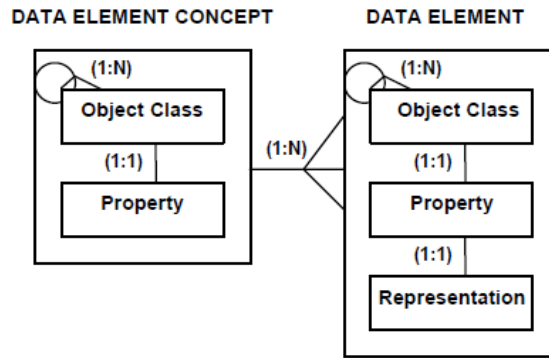 DATA ELEMENT CONCEPT
(1:N)
Object Class
(1:1)
Property
(1:N)
DATA ELEMENT
(1:N)
Object Class
(1:1)
Property
(1:1)
Representation